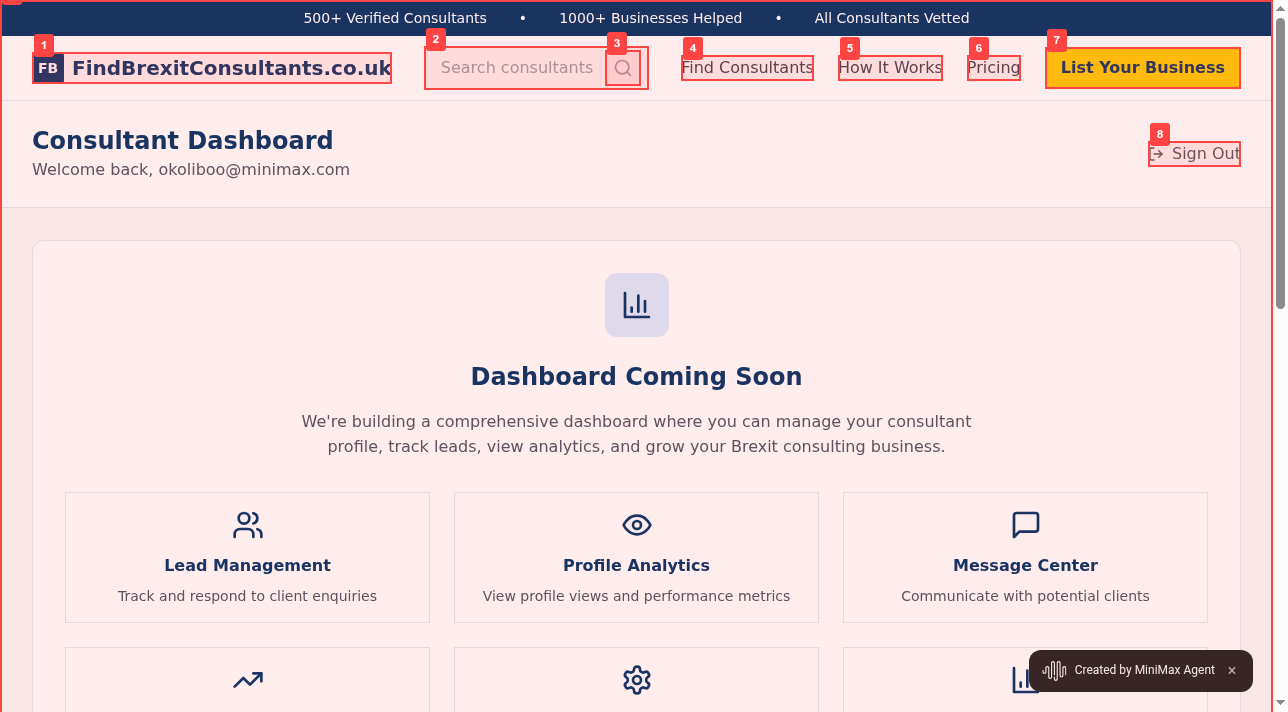 500+ Verified Consultants • 1000+ Businesses Helped • All Consultants Vetted
1 2 3 4 5 6 7
FB FindBrexitConsultants.co.uk Search consultants Find Consultants How It Works Pricing List Your Business
Consultant Dashboard
8
Sign Out
Welcome back, okoliboo@minimax.com
Dashboard Coming Soon
We're building a comprehensive dashboard where you can manage your consultant
profile, track leads, view analytics, and grow your Brexit consulting business.
Lead Management Profile Analytics Message Center
Track and respond to client enquiries View profile views and performance metrics Communicate with potential clients
Created by MiniMax Agent ×